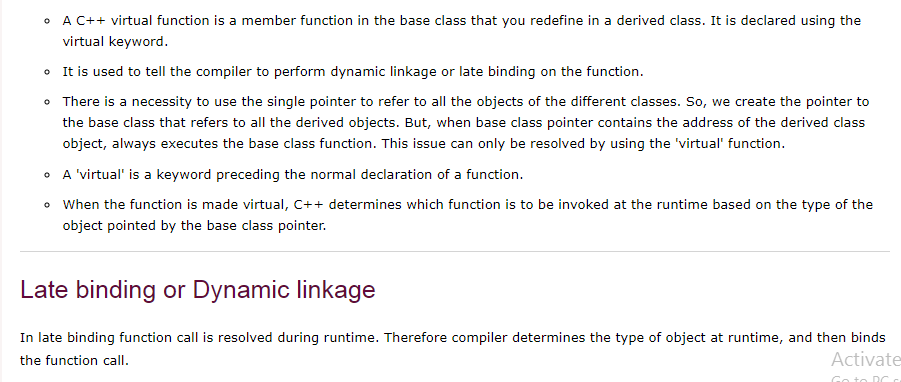 A C++ virtual function is a member function in the base class that you redefine in a derived class. It is declared using the
virtual keyword.
It is used to tell the compiler to perform dynamic linkage or late binding on the function.
There is a necessity to use the single pointer to refer to all the objects of the different classes. So, we create the pointer to
the base class that refers to all the derived objects. But, when base class pointer contains the address of the derived class
object, always executes the base class function. This issue can only be resolved by using the 'virtual' function.
A 'virtual' is a keyword preceding the normal declaration of a function.
When the function is made virtual, C++ determines which function is to be invoked at the runtime based on the type of the
object pointed by the base class pointer.
Late binding or Dynamic linkage
In late binding function call is resolved during runtime. Therefore compiler determines the type of object at runtime, and then binds
the function call.
Activate
Go to PC